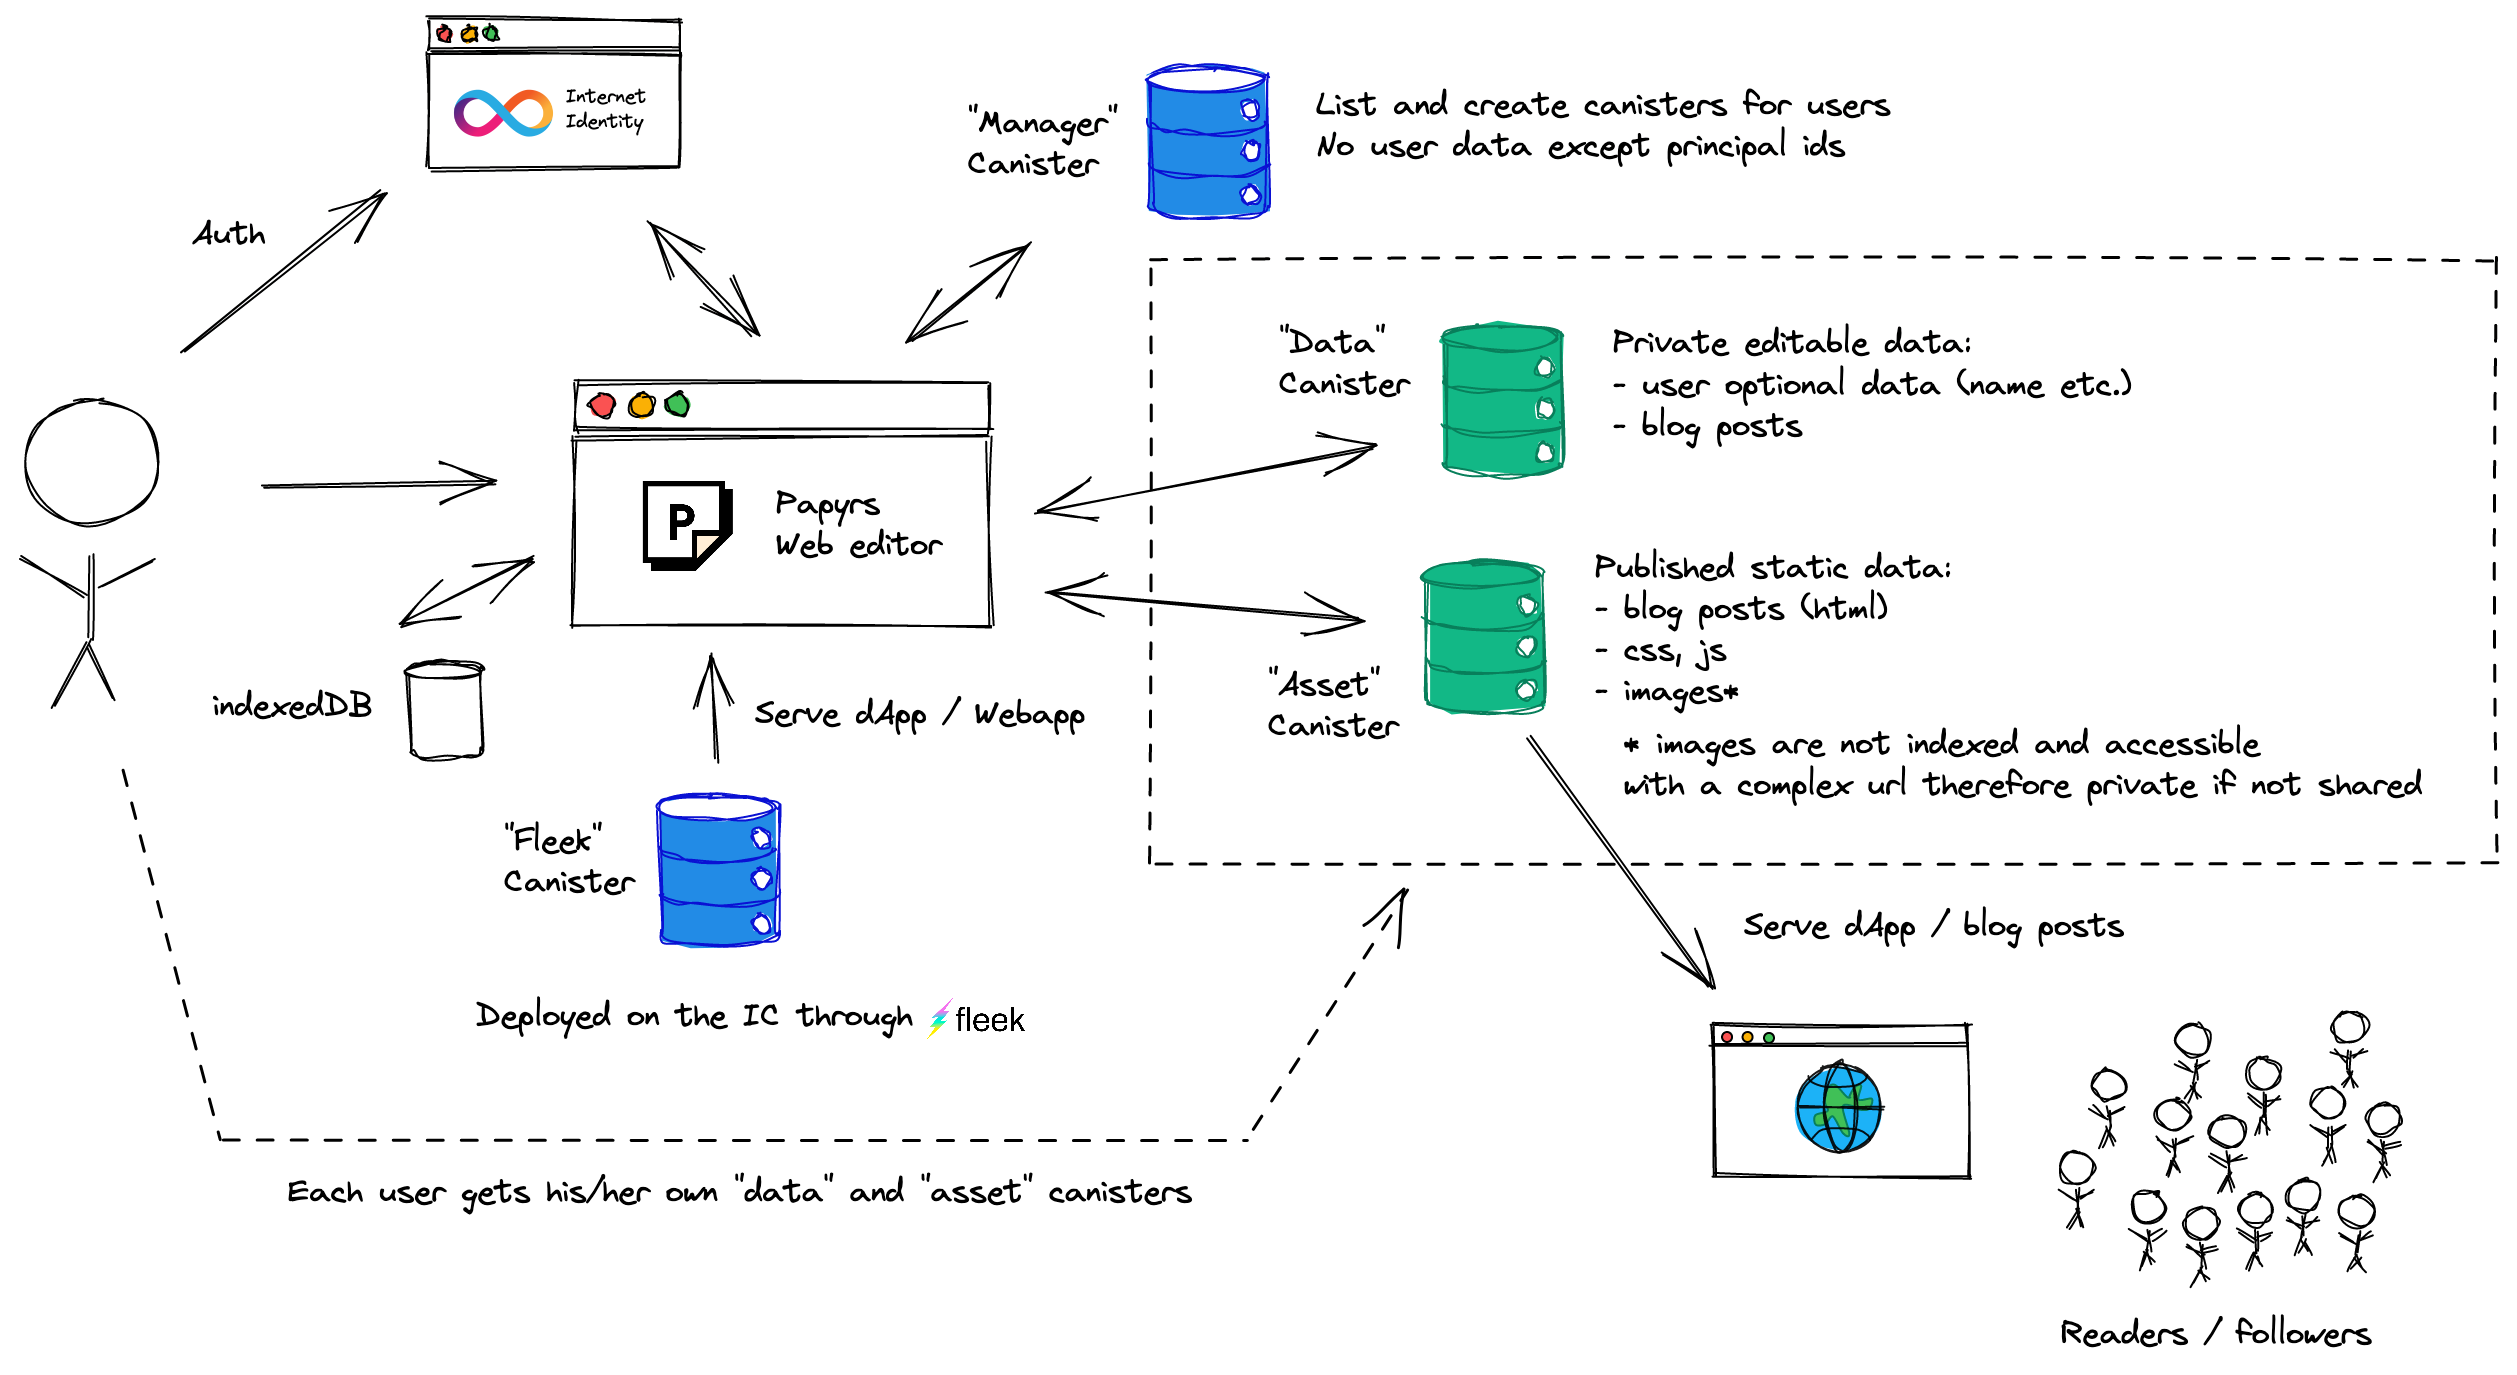 Internet
Identity
Auth
"Manager"
Canister
List and create canisters for users
No user data except principal ids
"Data"
Canister
Private editable data:
- user optional data (name etc.)
- blog posts
P
Papyrs
Web editor
"Asset"
Canister
Published static data:
- blog posts (html)
- css, js
- images*
* images are not indexed and accessible
with a complex url therefore private if not shared
indexedDB
Serve dApp / Webapp
"Fleek"
Canister
Deployed on the IC through fleek
Serve dApp / blog posts
Each user gets his/her own "data" and "asset" canisters
Readers / followers